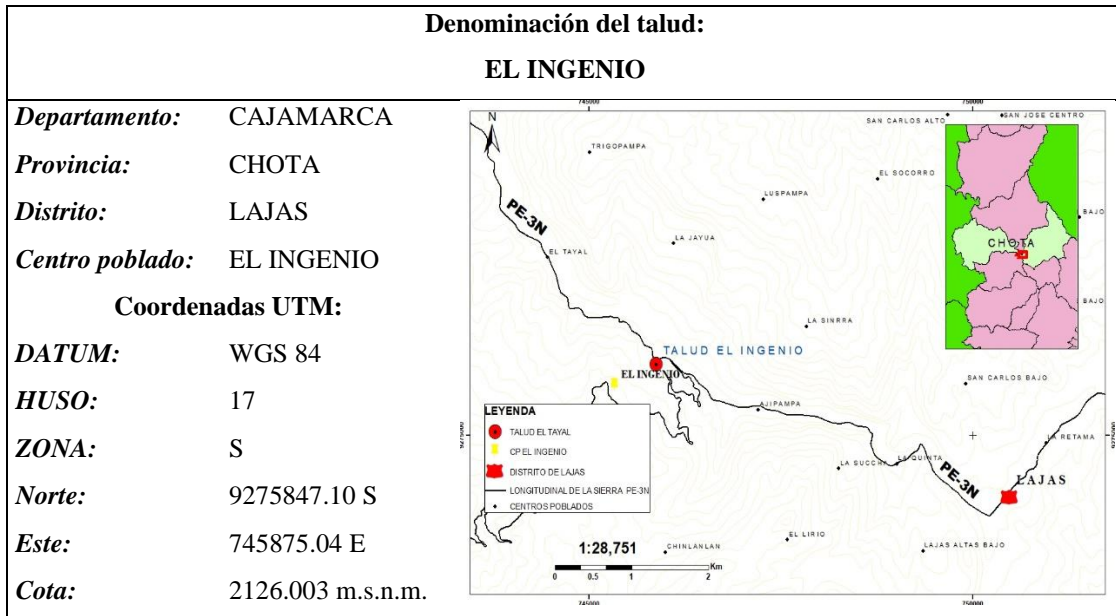 Denominación del talud:
EL INGENIO
Departamento: CAJAMARCA
Provincia: CHOTA
Distrito: LAJAS
Centro poblado: EL INGENIO
Coordenadas UTM:
DATUM: WGS 84
HUSO: 17
ZONA: S
Norte: 9275847.10 S
Este: 745875.04 E
Cota: 2126.003 m.s.n.m.
745000
750000
N
SAN CARLOS ALTO
SAN JOSE CENTRO
TRIGOPAMPA
EL SOCORRO
LUSPAMPA
PE-3N
BAJO
LA JAYUA
CHOTA
EL TAYAL
BAJO
LA SINRRA
TALUD EL INGENIO
EL INGENIO
SAN CARLOS BAJO
AJIPAMPA
LEYENDA
TALUD EL TAYAL
CP EL INGENIO
DISTRITO DE LAJAS
LONGITUDINAL DE LA SIERRA PE-3N
CENTROS POBLADOS
9275000
9275000
LA RETAMA
LA SUCCHA
LA QUINTA
PE-3N
LAJAS
EL LIRIO
CHINLANLAN
LAJAS ALTAS BAJO
1:28,751
Km
0 0.5 1 2
745000
750000